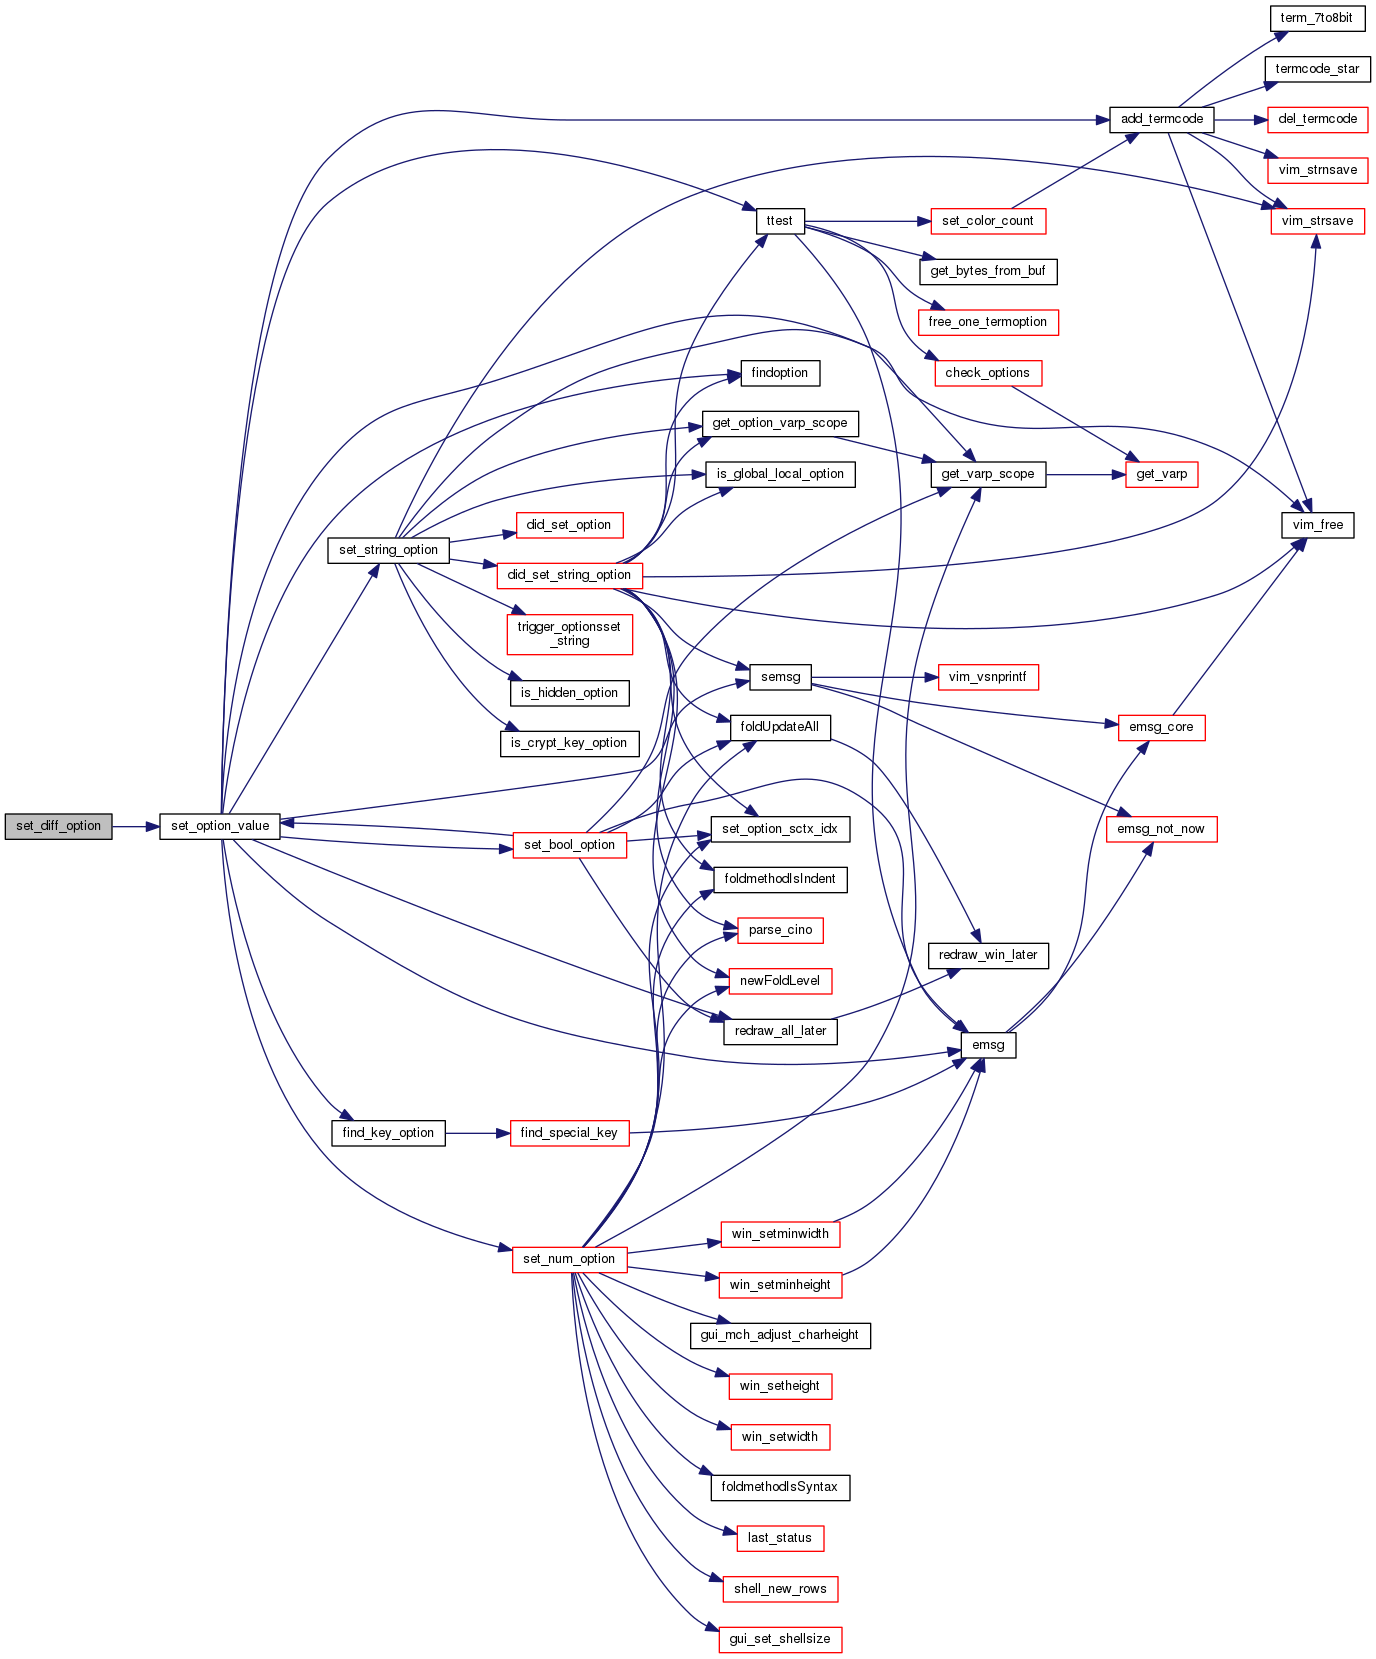 term_7to8bit
termcode_star
add_termcode
del_termcode
vim_strnsave
ttest
set_color_count
vim_strsave
get_bytes_from_buf
free_one_termoption
findoption
check_options
get_option_varp_scope
is_global_local_option
get_varp_scope
get_varp
did_set_option
vim_free
set_string_option
did_set_string_option
trigger_optionsset
_string
semsg
vim_vsnprintf
is_hidden_option
foldUpdateAll
emsg_core
is_crypt_key_option
set_diff_option
set_option_value
set_option_sctx_idx
emsg_not_now
set_bool_option
foldmethodIsIndent
parse_cino
redraw_win_later
newFoldLevel
redraw_all_later
emsg
find_key_option
find_special_key
win_setminwidth
set_num_option
win_setminheight
gui_mch_adjust_charheight
win_setheight
win_setwidth
foldmethodIsSyntax
last_status
shell_new_rows
gui_set_shellsize